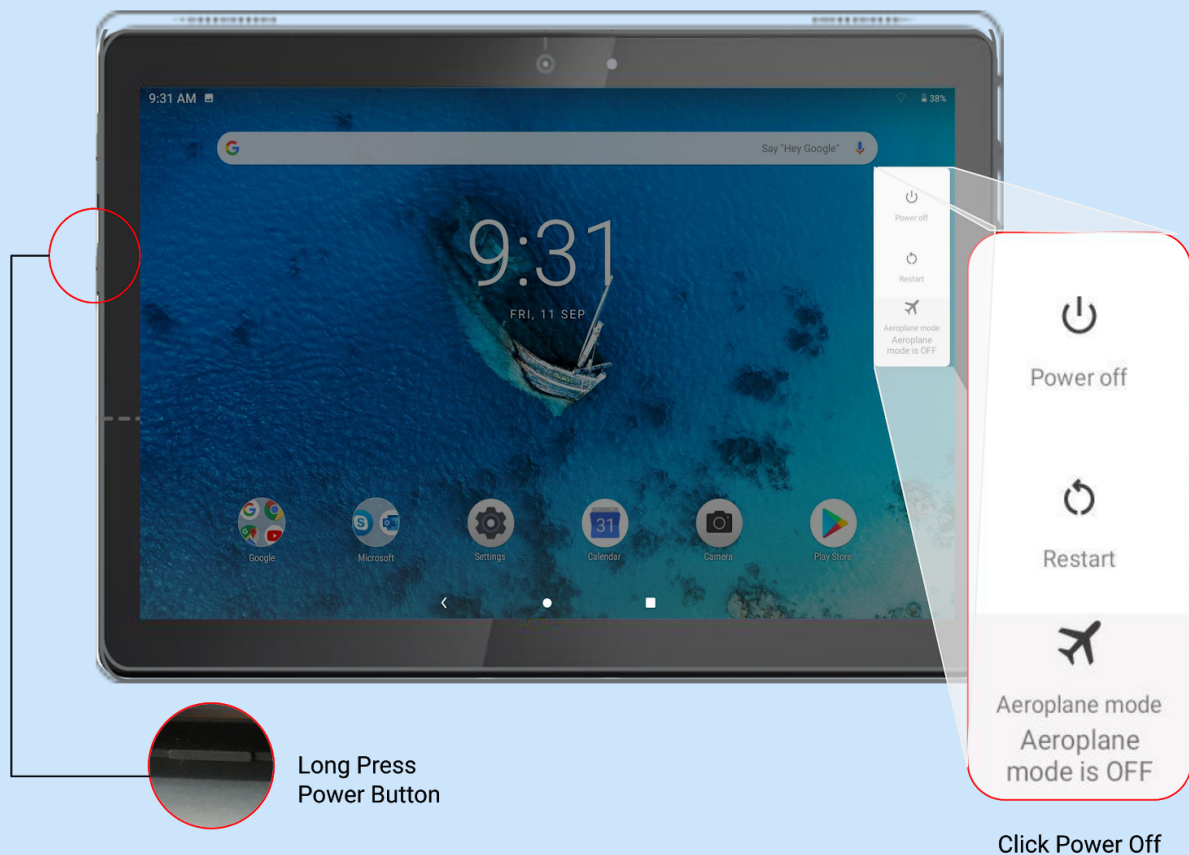 9:31 AM
38%
Say "Hey Google"
9:31
FRI, 11 SEP
Power off
Restart
Aeroplane mode
Aeroplane
mode is OFF
31
Google
Microsoft
Settings
Calendar
Camera
Play Store
Power off
Restart
Aeroplane mode
Aeroplane
mode is OFF
Long Press
Power Button
Click Power Off